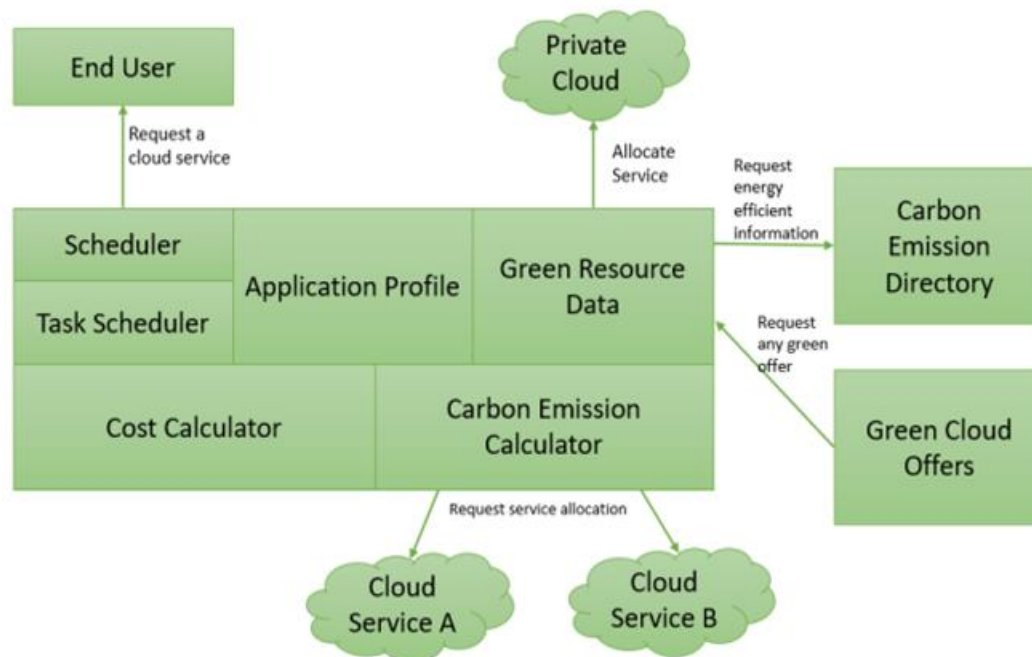 End User
Private
Cloud
Request a
cloud service
Allocate
Service
Request
energy
efficient
information
Carbon
Emission
Directory
Scheduler
Task Scheduler
Application Profile
Green Resource
Data
Request
any green
offer
Cost Calculator
Carbon Emission
Calculator
Green Cloud
Offers
Request service allocation
Cloud
Service A
Cloud
Service B